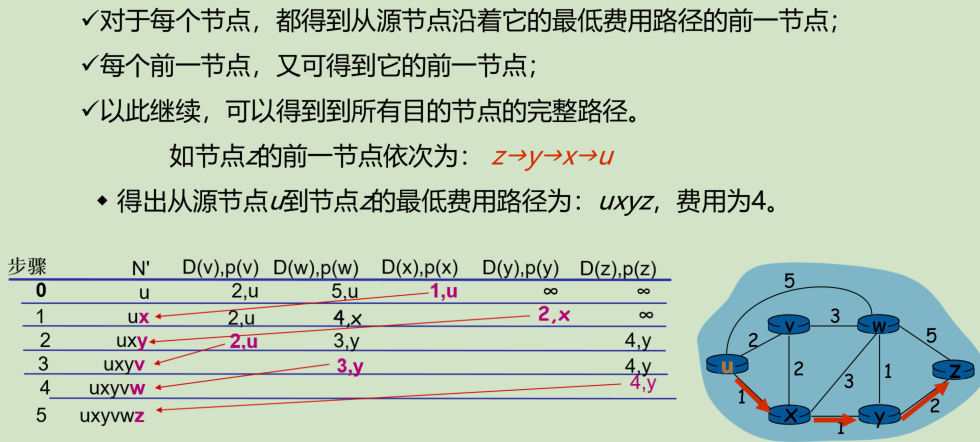 ✓对于每个节点，都得到从源节点沿着它的最低费用路径的前一节点；
✓每个前一节点，又可得到它的前一节点；
✓以此继续，可以得到到所有目的节点的完整路径。
如节点z的前一节点依次为： z→y→x→u
◆ 得出从源节点u到节点z的最低费用路径为：uxyz，费用为4。
步骤 N' D(v),p(v) D(w),p(w) D(x),p(x) D(y),p(y) D(z),p(z)
0 u 2,u 5,u 1,u ∞ ∞
1 ux 2,u 4,x 2,x ∞
2 uxy 2,u 3,y 4,y
3 uxyv 3,y 4,y
4 uxyvw 4,y
5 uxyvwz
5
v 3 w
2 5
u 2 3 1 z
1 2
x 1 y